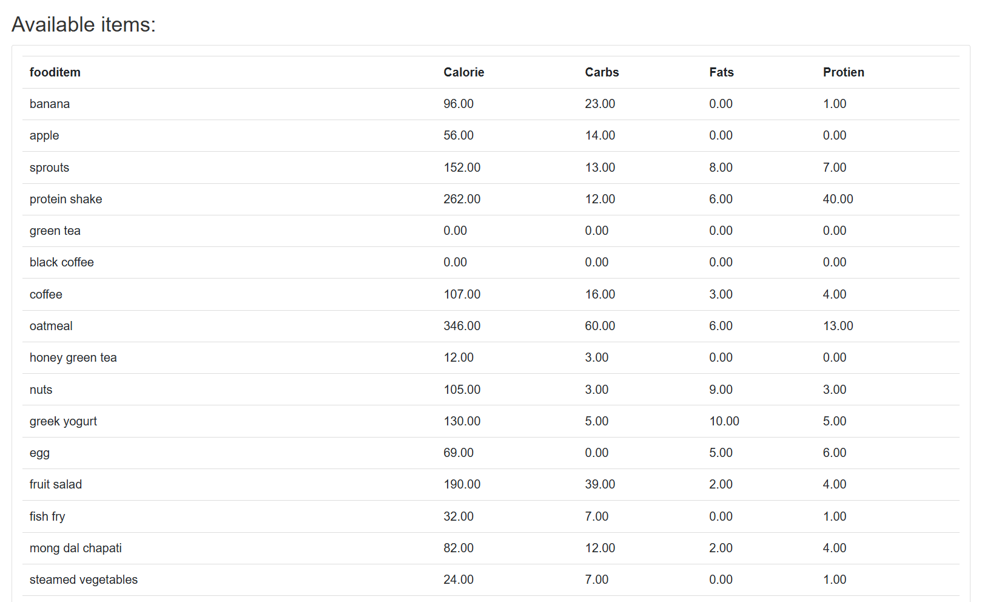 Available items:
fooditem Calorie Carbs Fats Protien
banana 96.00 23.00 0.00 1.00
apple 56.00 14.00 0.00 0.00
sprouts 152.00 13.00 8.00 7.00
protein shake 262.00 12.00 6.00 40.00
green tea 0.00 0.00 0.00 0.00
black coffee 0.00 0.00 0.00 0.00
coffee 107.00 16.00 3.00 4.00
oatmeal 346.00 60.00 6.00 13.00
honey green tea 12.00 3.00 0.00 0.00
nuts 105.00 3.00 9.00 3.00
greek yogurt 130.00 5.00 10.00 5.00
egg 69.00 0.00 5.00 6.00
fruit salad 190.00 39.00 2.00 4.00
fish fry 32.00 7.00 0.00 1.00
mong dal chapati 82.00 12.00 2.00 4.00
steamed vegetables 24.00 7.00 0.00 1.00